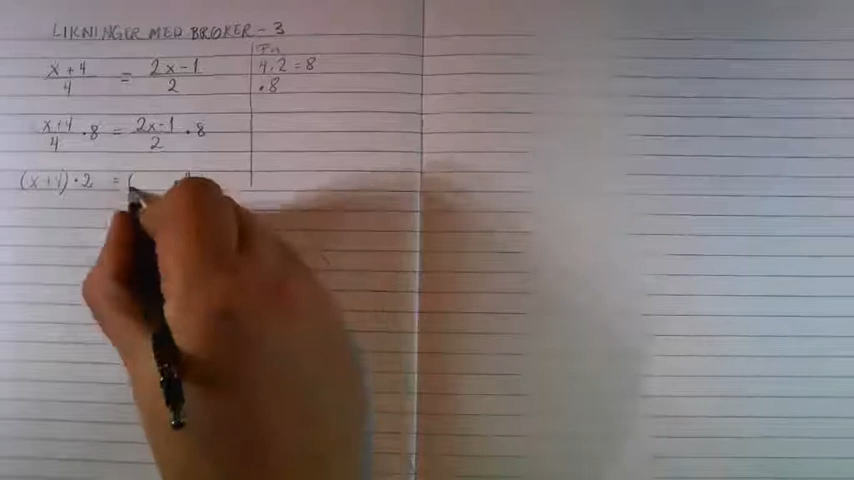 LIKNINGER MED BRØKER - 3
x+4/4 = 2x-1/2
Fn
4·2=8
·8
x+4/4 ·8 = 2x-1/2 ·8
(x+4)·2 = ( ·4